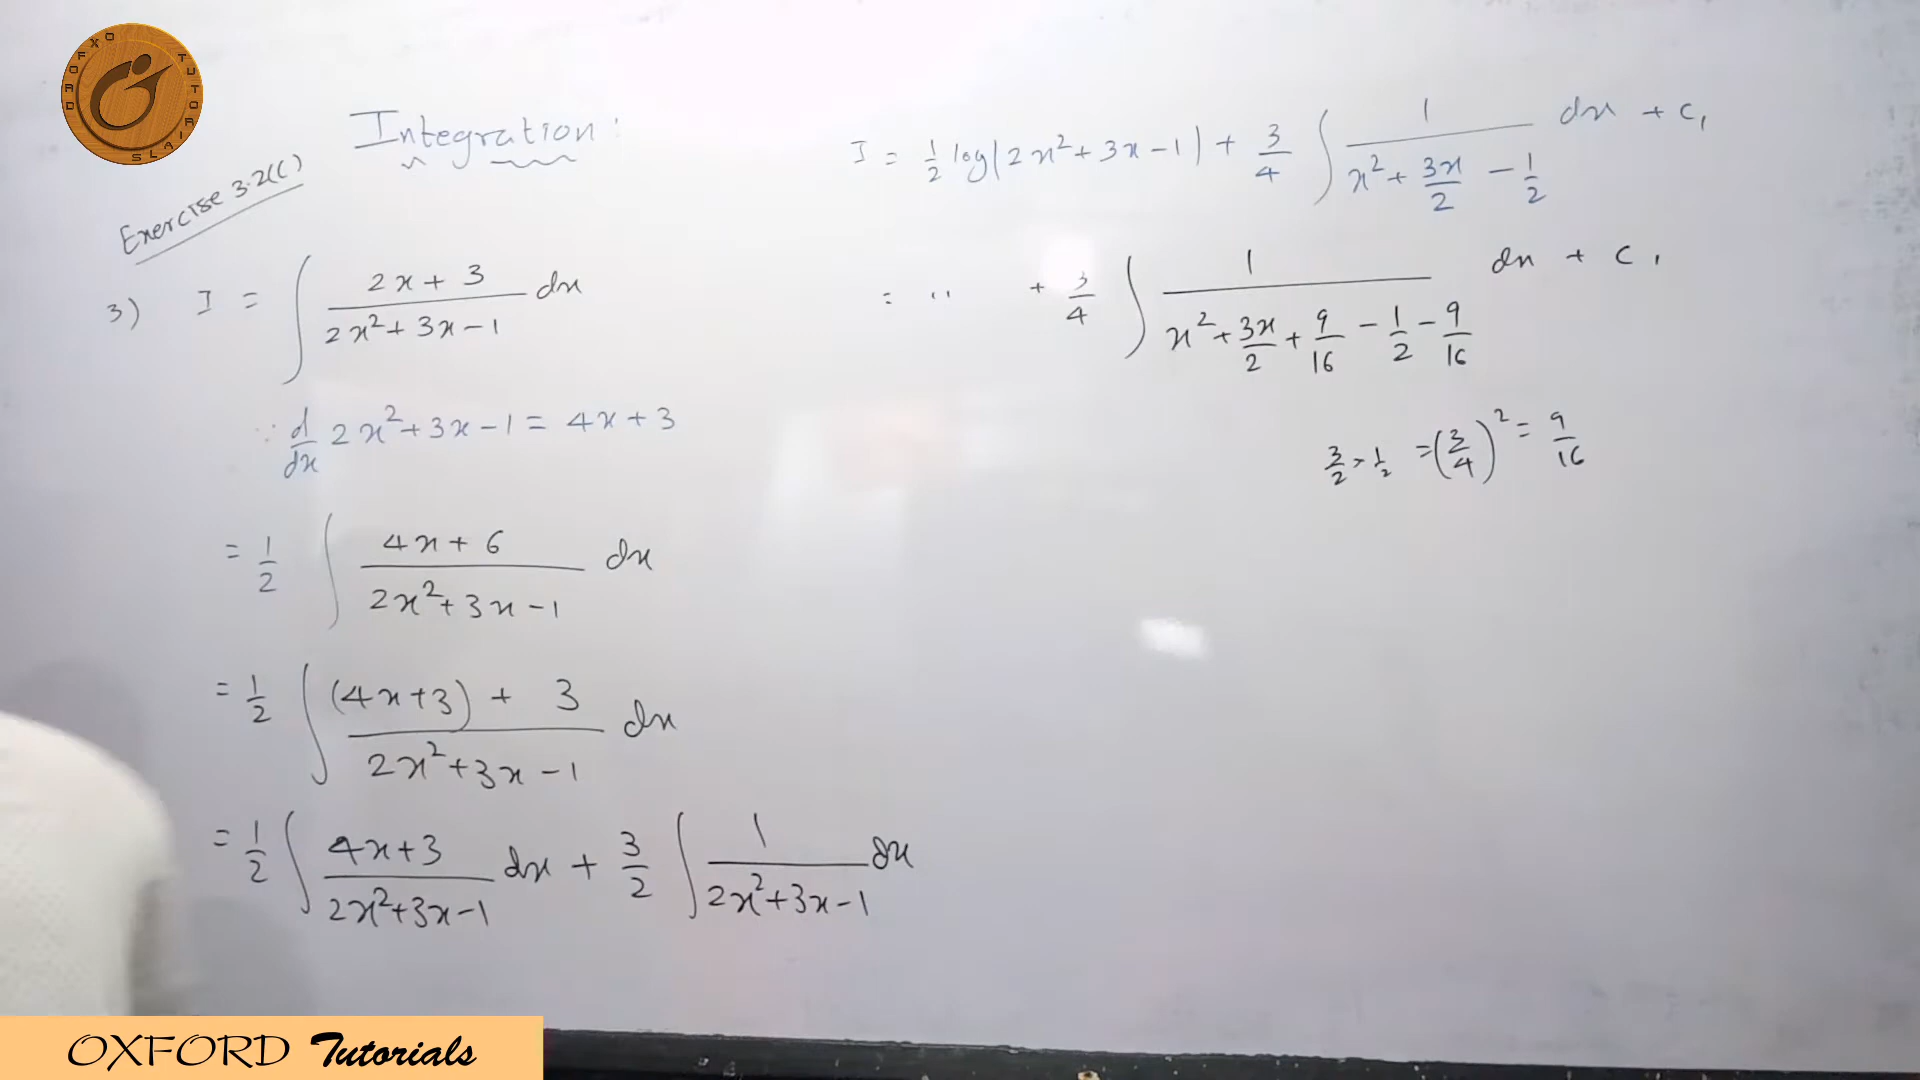 OXFORD TUTORIALS
Integration:
Exercise 3.2(C)
3) I = ∫ (2x + 3)/(2x² + 3x - 1) dx
∵ d/dx 2x² + 3x - 1 = 4x + 3
= 1/2 ∫ (4x + 6)/(2x² + 3x - 1) dx
= 1/2 ∫ ((4x+3) + 3)/(2x² + 3x - 1) dx
= 1/2 ∫ (4x+3)/(2x²+3x-1) dx + 3/2 ∫ 1/(2x²+3x-1) dx
I = 1/2 log|2x² + 3x - 1| + 3/4 ∫ 1/(x² + 3x/2 - 1/2) dx + C₁
= '' + 3/4 ∫ 1/(x² + 3x/2 + 9/16 - 1/2 - 9/16) dx + C₁
3/2 × 1/2 = (3/4)² = 9/16
OXFORD Tutorials